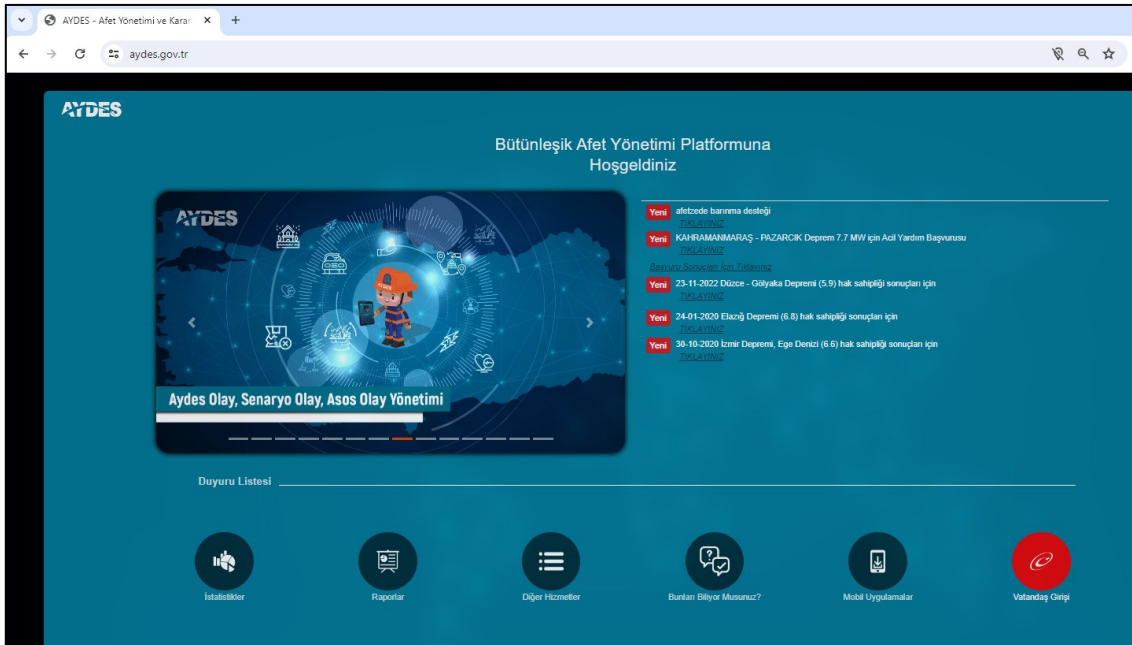 AYDES - Afet Yönetimi ve Karar
aydes.gov.tr
AYDES
Bütünleşik Afet Yönetimi Platformuna
Hoşgeldiniz
AYDES
Aydes Olay, Senaryo Olay, Asos Olay Yönetimi
Yeni afetzede barınma desteği
TIKLAYINIZ
Yeni KAHRAMANMARAŞ - PAZARCIK Deprem 7.7 MW için Acil Yardım Başvurusu
TIKLAYINIZ
Başvuru Sonuçları İçin Tıklayınız
Yeni 23-11-2022 Düzce - Gölyaka Depremi (5.9) hak sahipliği sonuçları için
TIKLAYINIZ
Yeni 24-01-2020 Elazığ Depremi (6.8) hak sahipliği sonuçları için
TIKLAYINIZ
Yeni 30-10-2020 İzmir Depremi, Ege Denizi (6.6) hak sahipliği sonuçları için
TIKLAYINIZ
Duyuru Listesi
İstatistikler
Raporlar
Diğer Hizmetler
Bunları Biliyor Musunuz?
Mobil Uygulamalar
Vatandaş Girişi